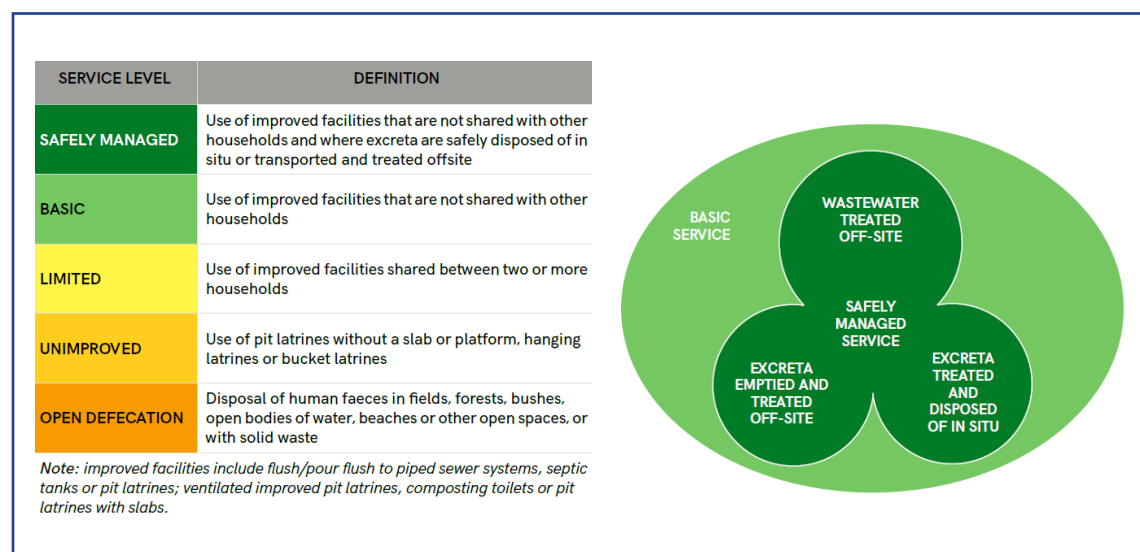 SERVICE LEVEL
DEFINITION
SAFELY MANAGED
Use of improved facilities that are not shared with other
households and where excreta are safely disposed of in
situ or transported and treated offsite
BASIC
Use of improved facilities that are not shared with other
households
LIMITED
Use of improved facilities shared between two or more
households
UNIMPROVED
Use of pit latrines without a slab or platform, hanging
latrines or bucket latrines
OPEN DEFECATION
Disposal of human faeces in fields, forests, bushes,
open bodies of water, beaches or other open spaces, or
with solid waste
Note: improved facilities include flush/pour flush to piped sewer systems, septic
tanks or pit latrines; ventilated improved pit latrines, composting toilets or pit
latrines with slabs.
BASIC
SERVICE
WASTEWATER
TREATED
OFF-SITE
SAFELY
MANAGED
SERVICE
EXCRETA
EMPTIED AND
TREATED
OFF-SITE
EXCRETA
TREATED
AND
DISPOSED
OF IN SITU